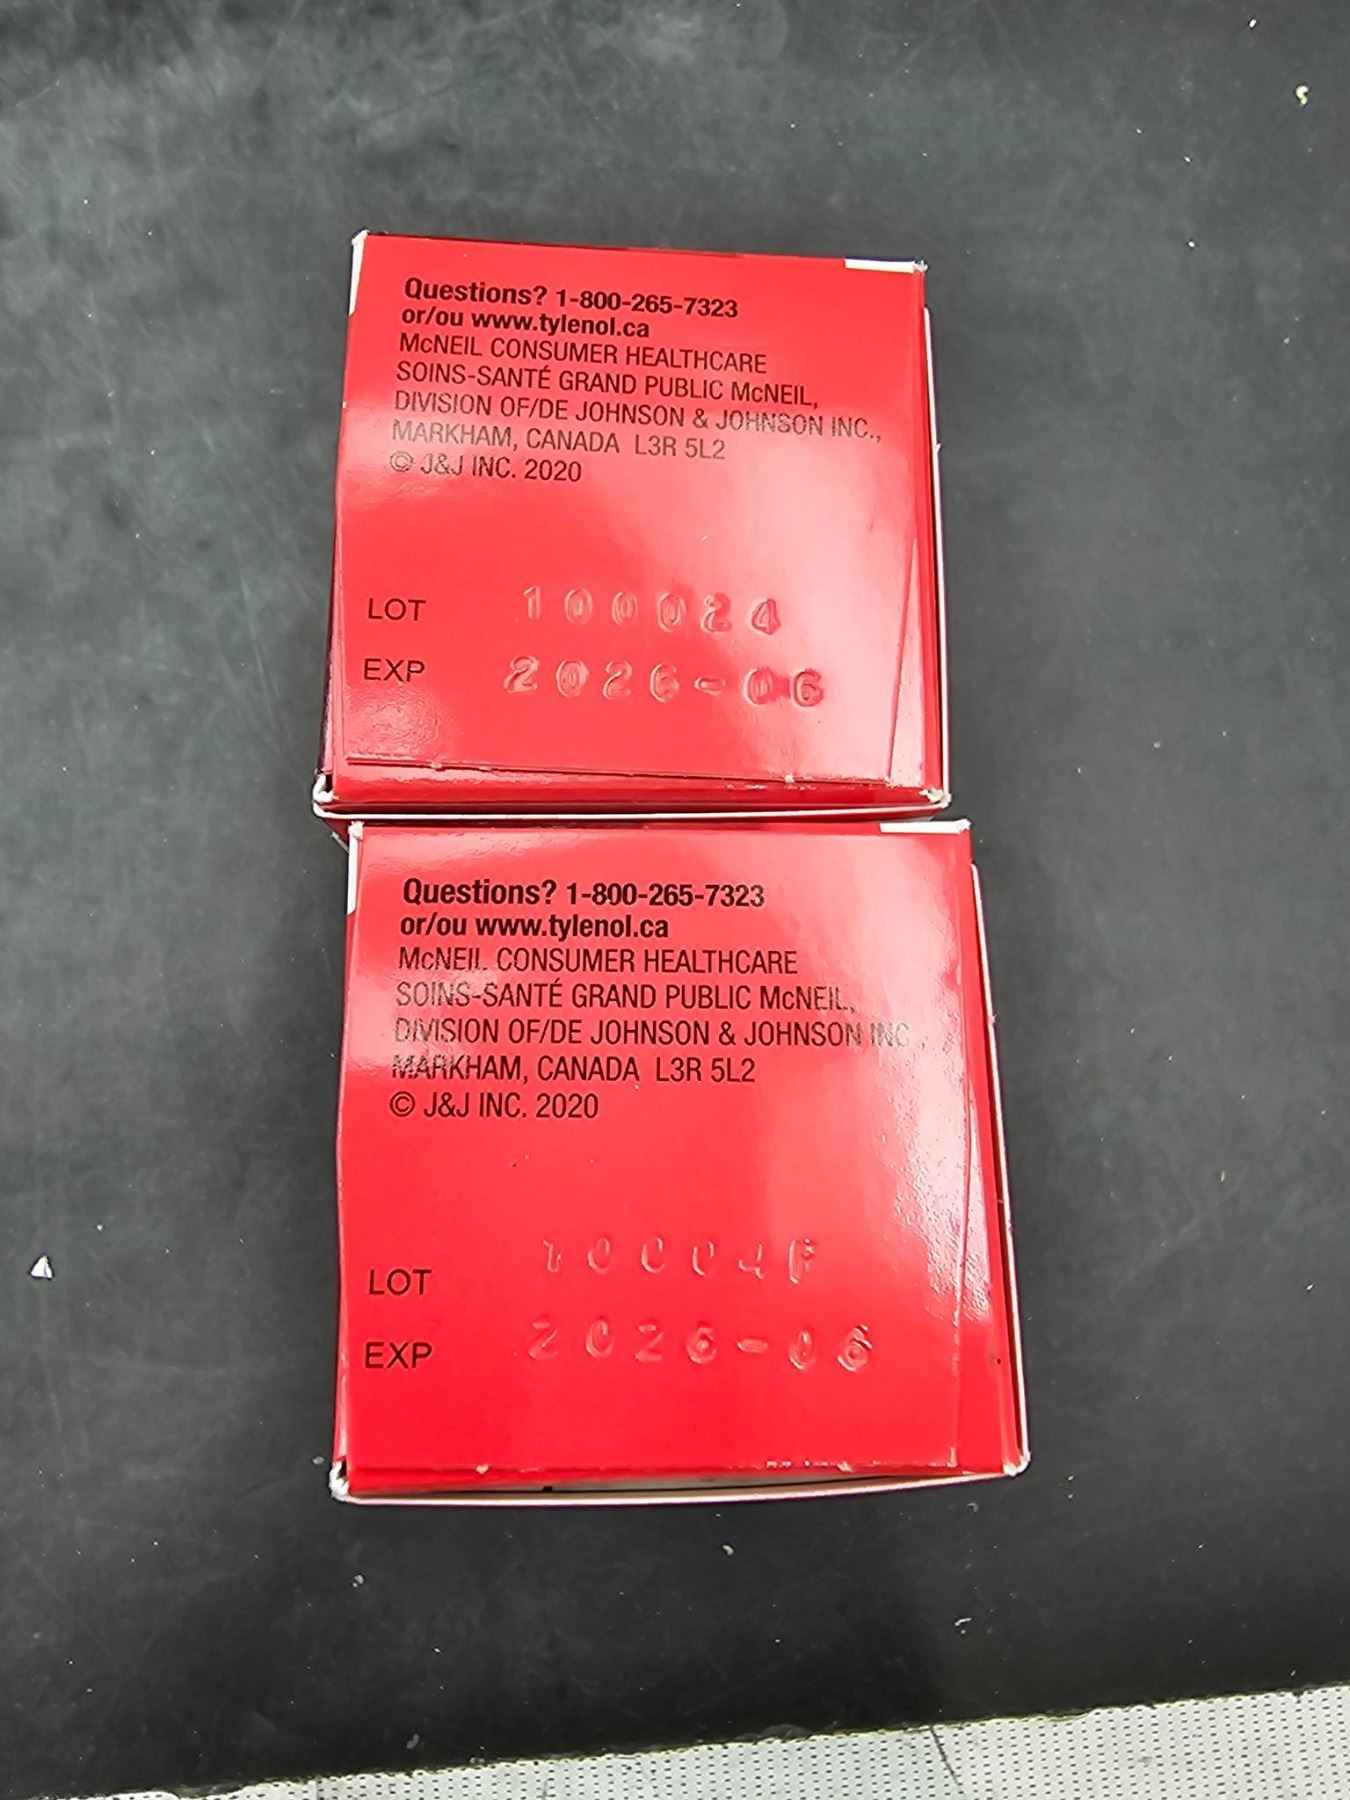 Questions? 1-800-265-7323
or/ou www.tylenol.ca
McNEIL CONSUMER HEALTHCARE
SOINS-SANTÉ GRAND PUBLIC McNEIL,
DIVISION OF/DE JOHNSON & JOHNSON INC.,
MARKHAM, CANADA L3R 5L2
© J&J INC. 2020
LOT 100024
EXP 2026-06
Questions? 1-800-265-7323
or/ou www.tylenol.ca
McNEIL CONSUMER HEALTHCARE
SOINS-SANTÉ GRAND PUBLIC McNEIL,
DIVISION OF/DE JOHNSON & JOHNSON INC.,
MARKHAM, CANADA L3R 5L2
© J&J INC. 2020
LOT
EXP 2026-06